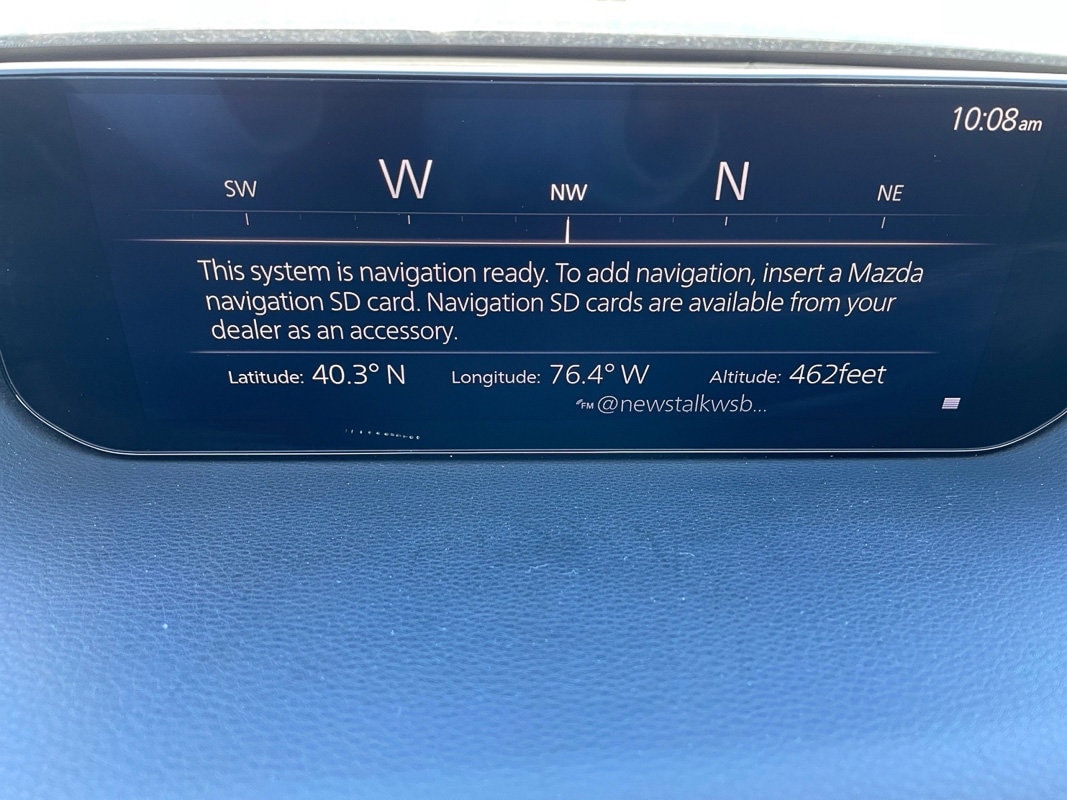 10:08am
SW W NW N NE
This system is navigation ready. To add navigation, insert a Mazda
navigation SD card. Navigation SD cards are available from your
dealer as an accessory.
Latitude: 40.3° N Longitude: 76.4° W Altitude: 462feet
FM @newstalkwsb...